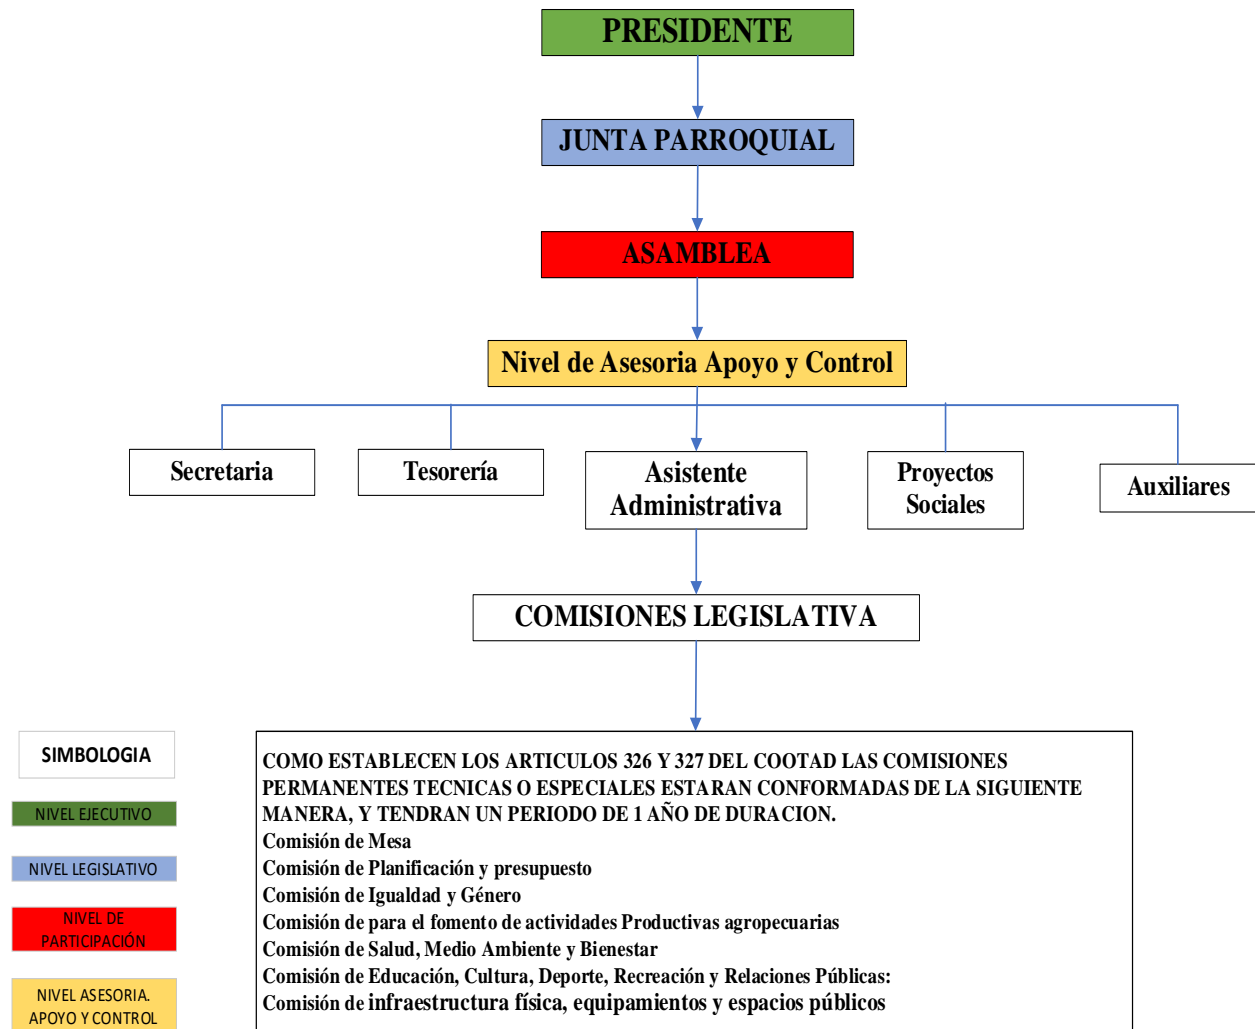 PRESIDENTE
JUNTA PARROQUIAL
ASAMBLEA
Nivel de Asesoria Apoyo y Control
Secretaria
Tesorería
Asistente
Administrativa
Proyectos
Sociales
Auxiliares
COMISIONES LEGISLATIVA
SIMBOLOGIA
NIVEL EJECUTIVO
NIVEL LEGISLATIVO
NIVEL DE
PARTICIPACIÓN
NIVEL ASESORIA.
APOYO Y CONTROL
COMO ESTABLECEN LOS ARTICULOS 326 Y 327 DEL COOTAD LAS COMISIONES
PERMANENTES TECNICAS O ESPECIALES ESTARAN CONFORMADAS DE LA SIGUIENTE
MANERA, Y TENDRAN UN PERIODO DE 1 AÑO DE DURACION.
Comisión de Mesa
Comisión de Planificación y presupuesto
Comisión de Igualdad y Género
Comisión de para el fomento de actividades Productivas agropecuarias
Comisión de Salud, Medio Ambiente y Bienestar
Comisión de Educación, Cultura, Deporte, Recreación y Relaciones Públicas:
Comisión de infraestructura física, equipamientos y espacios públicos